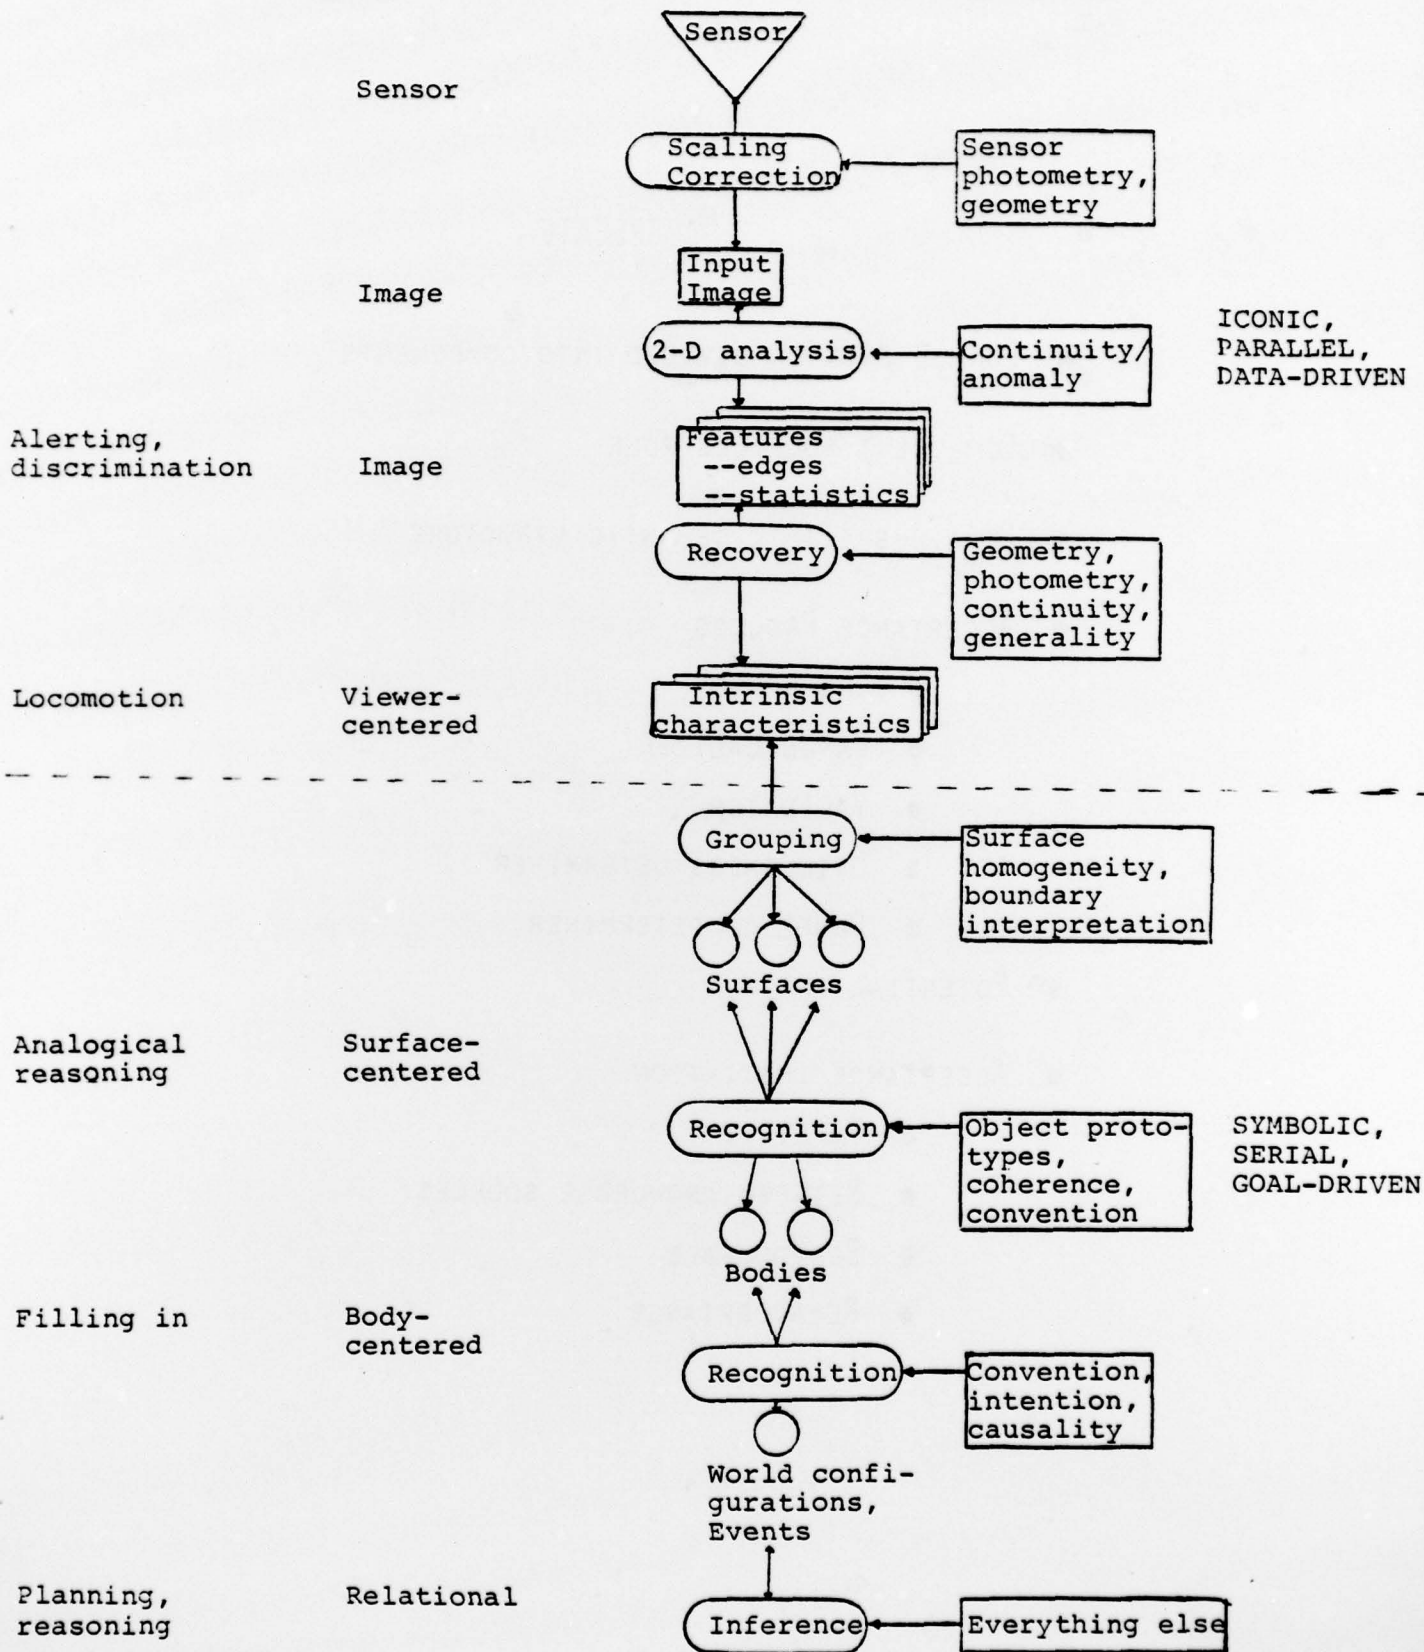 Sensor
Sensor
Scaling
Correction
Sensor
photometry,
geometry
Input
Image
Image
2-D analysis
Continuity/
anomaly
ICONIC,
PARALLEL,
DATA-DRIVEN
Alerting,
discrimination
Image
Features
--edges
--statistics
Recovery
Geometry,
photometry,
continuity,
generality
Locomotion
Viewer-
centered
Intrinsic
characteristics
Grouping
Surface
homogeneity,
boundary
interpretation
Surfaces
Analogical
reasoning
Surface-
centered
Recognition
Object proto-
types,
coherence,
convention
SYMBOLIC,
SERIAL,
GOAL-DRIVEN
Bodies
Filling in
Body-
centered
Recognition
Convention,
intention,
causality
World confi-
gurations,
Events
Planning,
reasoning
Relational
Inference
Everything else